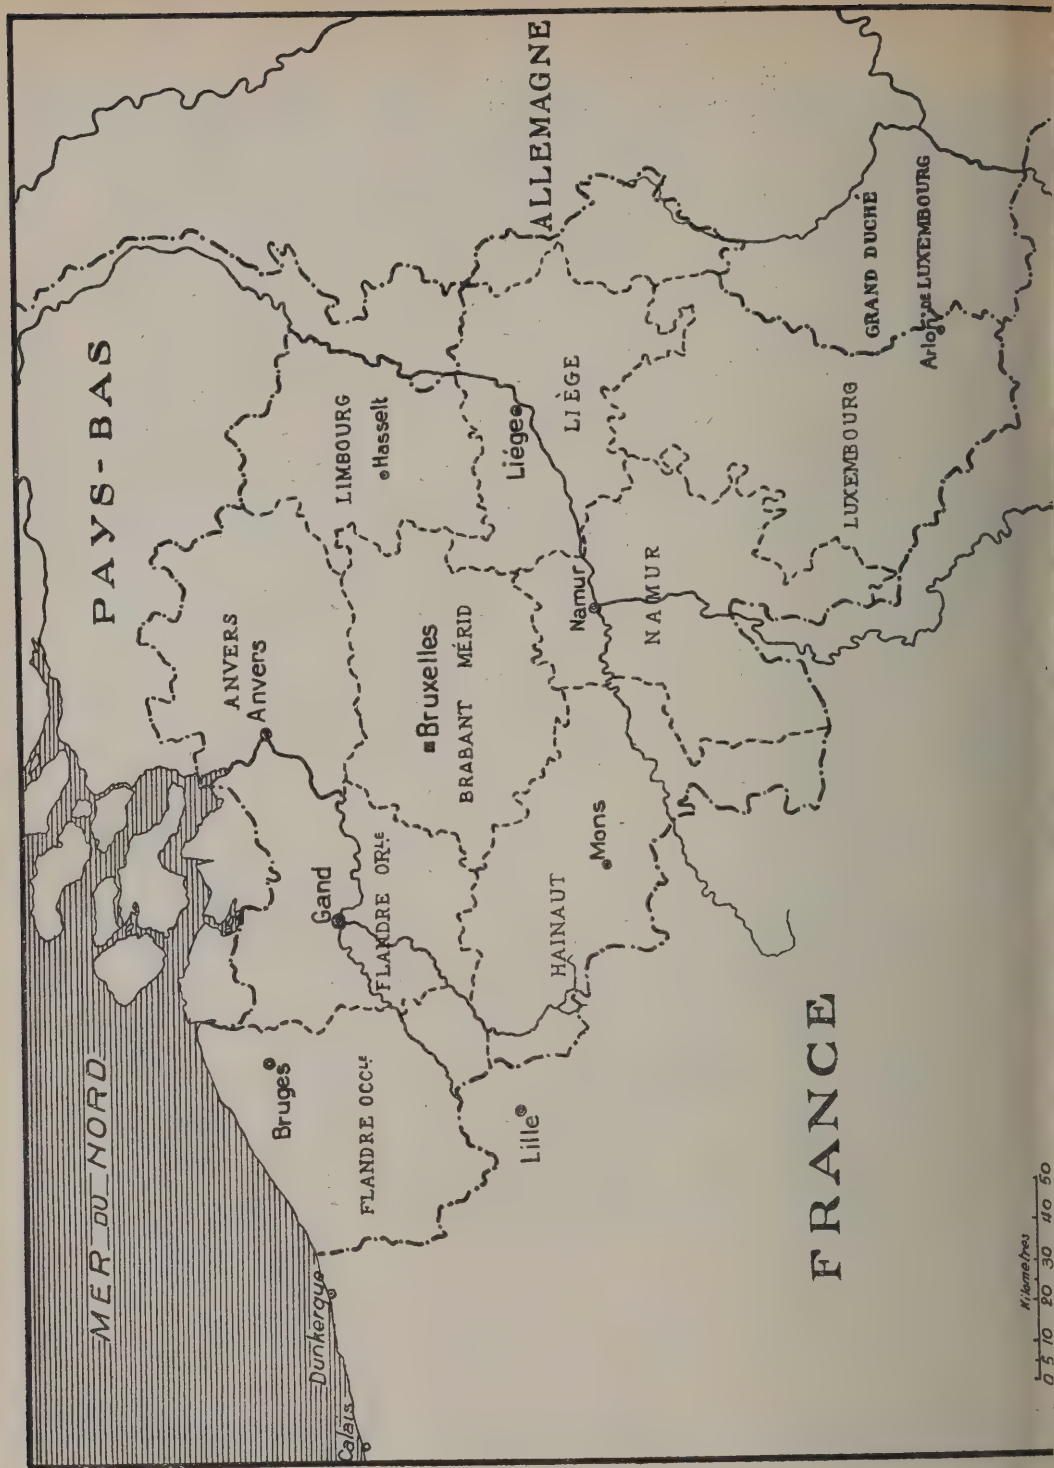 MER DU NORD
PAYS-BAS
ALLEMAGNE
FRANCE
GRAND DUCHÉ
DE LUXEMBOURG
Calais
Dunkerque
Bruges
FLANDRE OCCLE
Lille
Gand
FLANDRE ORLE
ANVERS
Anvers
Bruxelles
BRABANT MÉRID
LIMBOURG
Hasselt
Liége
LIÈGE
Namur
NAMUR
Mons
HAINAUT
LUXEMBOURG
Arlon
Kilometres
0 5 10 20 30 40 50